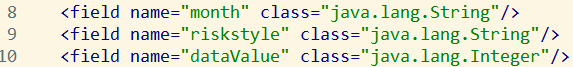 8 <field name="month" class="java.lang.String"/>
9 <field name="riskstyle" class="java.lang.String"/>
10 <field name="dataValue" class="java.lang.Integer"/>